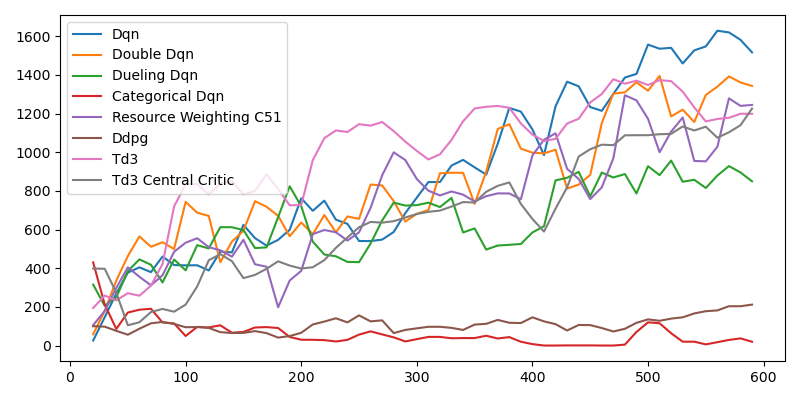 Dqn
Double Dqn
Dueling Dqn
Categorical Dqn
Resource Weighting C51
Ddpg
Td3
Td3 Central Critic
1600
1400
1200
1000
800
600
400
200
0
0 100 200 300 400 500 600